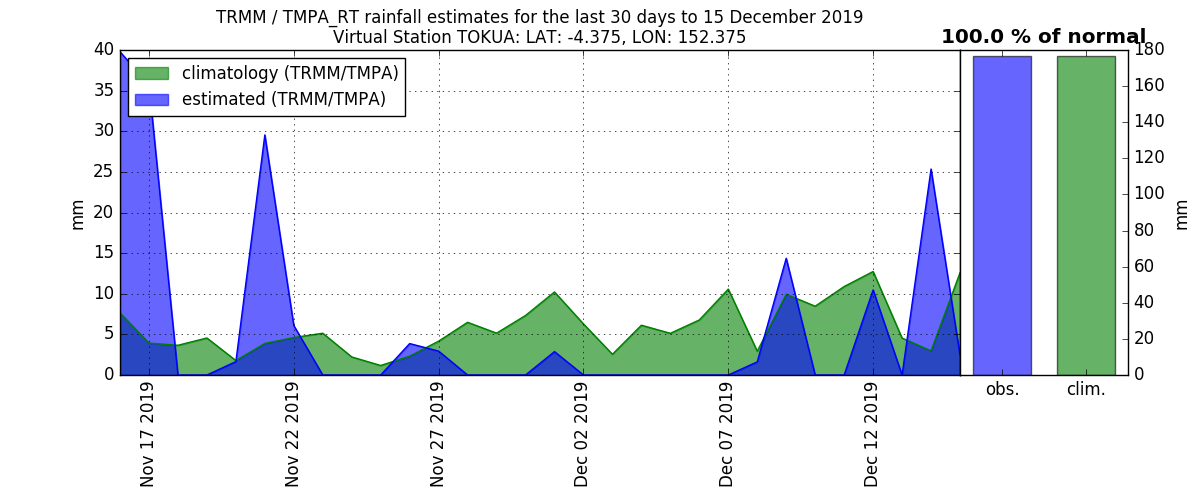 TRMM / TMPA_RT rainfall estimates for the last 30 days to 15 December 2019
Virtual Station TOKUA: LAT: -4.375, LON: 152.375
100.0 % of normal
climatology (TRMM/TMPA)
estimated (TRMM/TMPA)
40
35
30
25
20
15
10
5
0
mm
Nov 17 2019
Nov 22 2019
Nov 27 2019
Dec 02 2019
Dec 07 2019
Dec 12 2019
180
160
140
120
100
80
60
40
20
0
mm
obs.
clim.